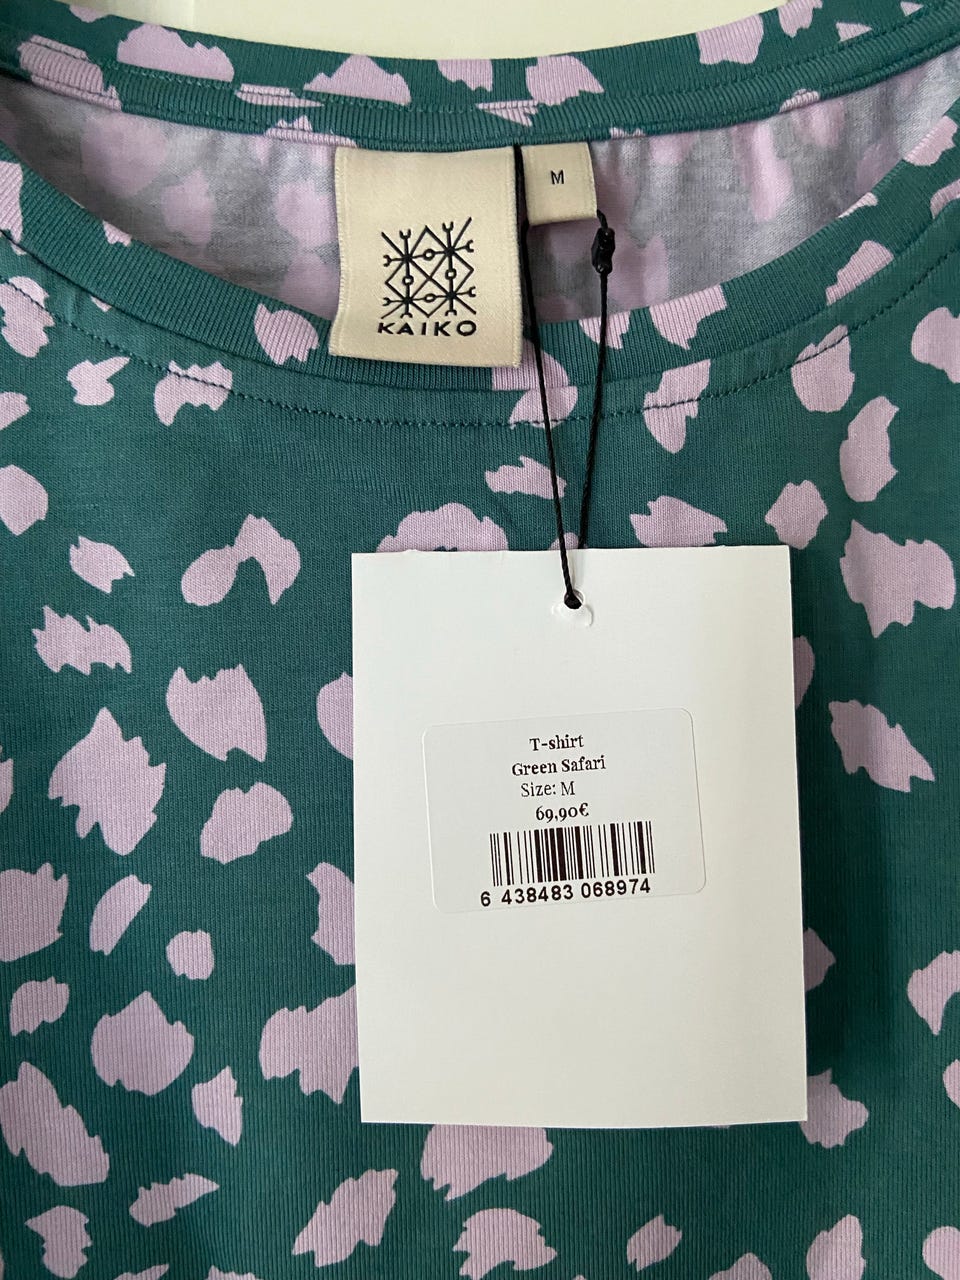 M
KAIKO
T-shirt
Green Safari
Size: M
69,90€
6 438483 068974